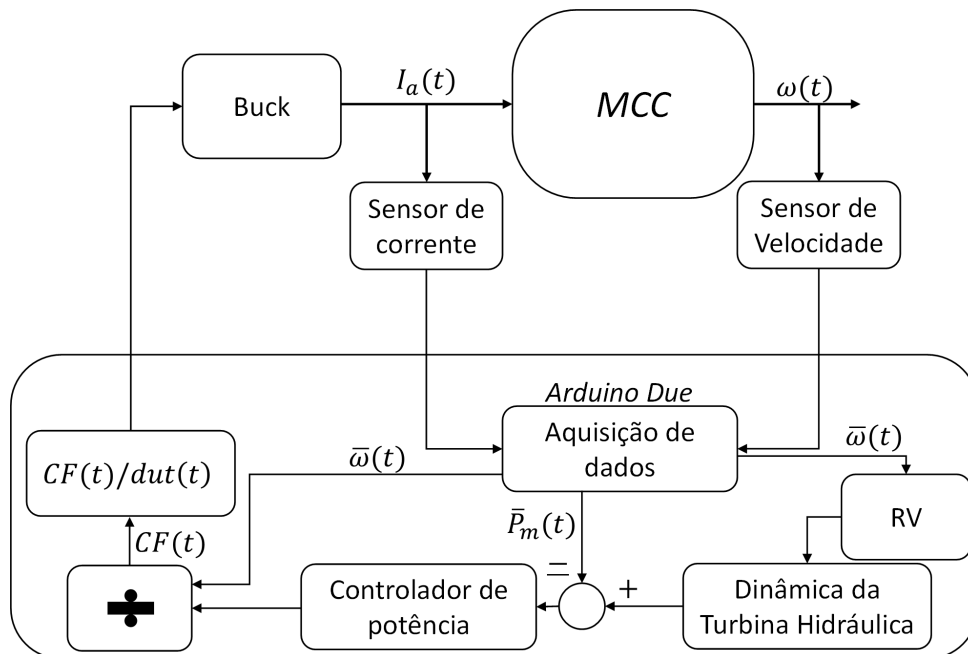 Buck
I_a(t)
MCC
ω(t)
Sensor de
corrente
Sensor de
Velocidade
Arduino Due
Aquisição de
dados
ω̅(t)
ω̅(t)
CF(t)/dut(t)
P̅_m(t)
RV
CF(t)
÷
Controlador de
potência
=
+
Dinâmica da
Turbina Hidráulica